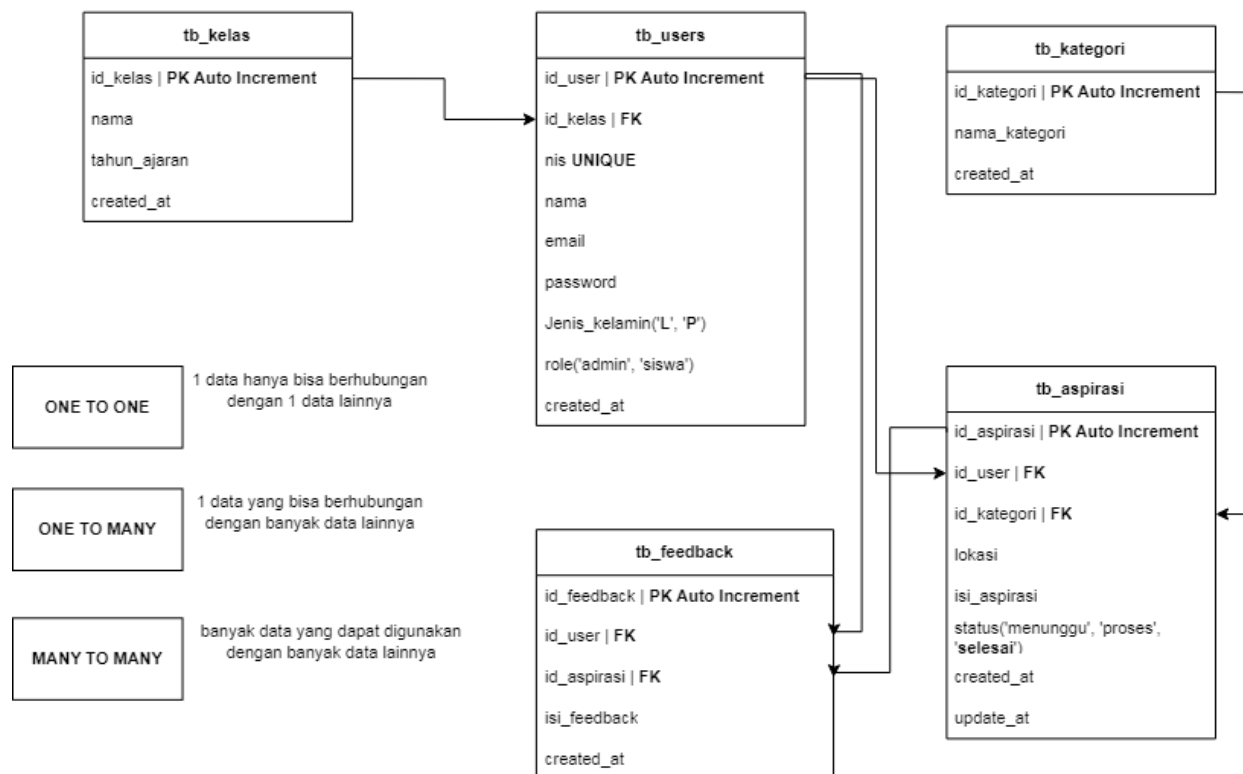 tb_kelas
id_kelas | PK Auto Increment
nama
tahun_ajaran
created_at
tb_users
id_user | PK Auto Increment
id_kelas | FK
nis UNIQUE
nama
email
password
Jenis_kelamin('L', 'P')
role('admin', 'siswa')
created_at
tb_kategori
id_kategori | PK Auto Increment
nama_kategori
created_at
ONE TO ONE
1 data hanya bisa berhubungan
dengan 1 data lainnya
ONE TO MANY
1 data yang bisa berhubungan
dengan banyak data lainnya
MANY TO MANY
banyak data yang dapat digunakan
dengan banyak data lainnya
tb_feedback
id_feedback | PK Auto Increment
id_user | FK
id_aspirasi | FK
isi_feedback
created_at
tb_aspirasi
id_aspirasi | PK Auto Increment
id_user | FK
id_kategori | FK
lokasi
isi_aspirasi
status('menunggu', 'proses',
'selesai')
created_at
update_at